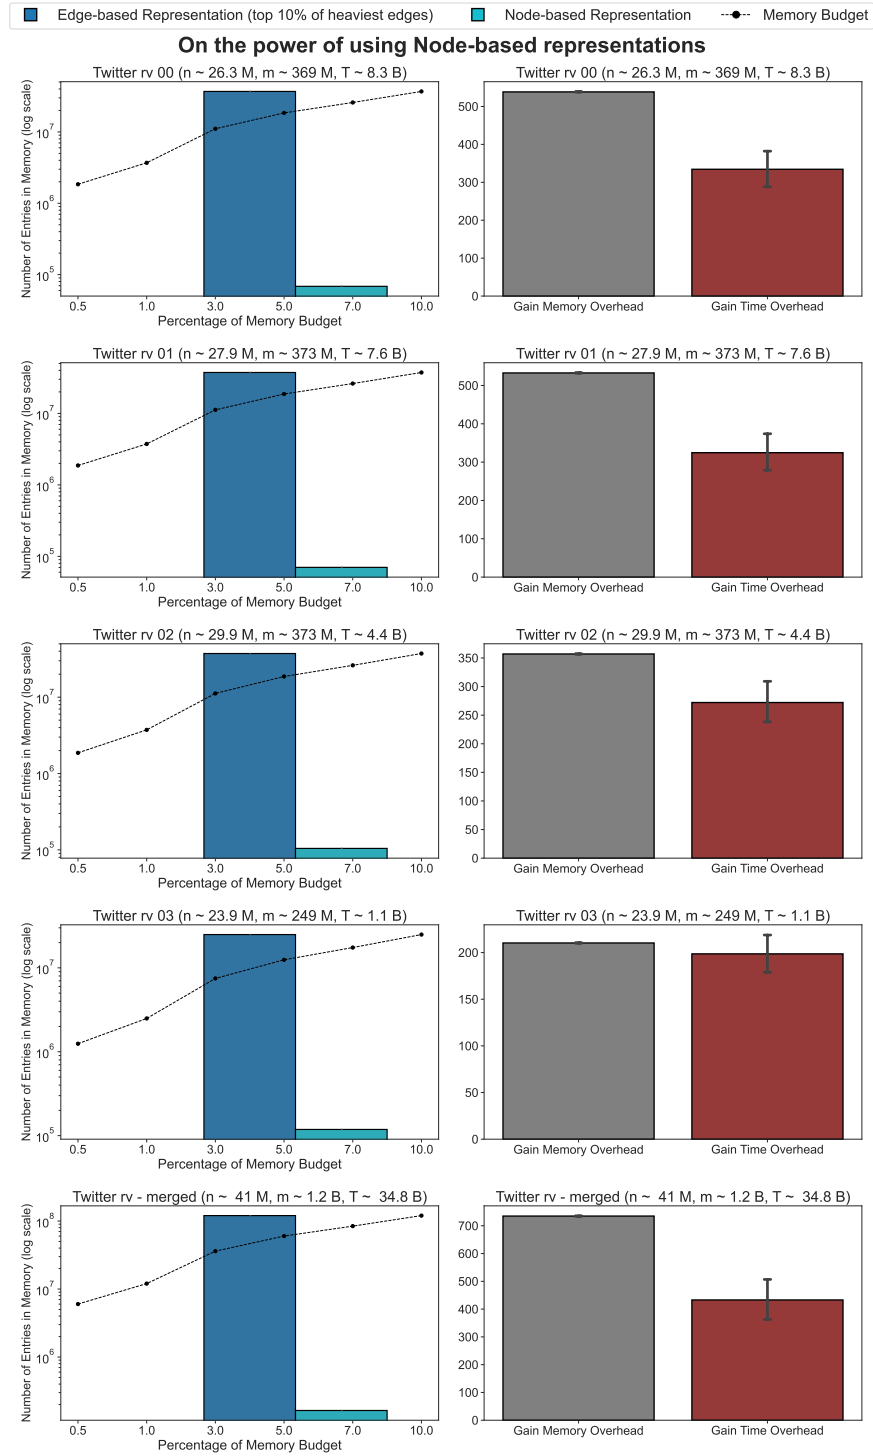 Edge-based Representation (top 10% of heaviest edges) Node-based Representation Memory Budget
On the power of using Node-based representations
Twitter rv 00 (n ~ 26.3 M, m ~ 369 M, T ~ 8.3 B)
Number of Entries in Memory (log scale)
10^7
10^6
10^5
0.5 1.0 3.0 5.0 7.0 10.0
Percentage of Memory Budget
Twitter rv 00 (n ~ 26.3 M, m ~ 369 M, T ~ 8.3 B)
500
400
300
200
100
0
Gain Memory Overhead Gain Time Overhead
Twitter rv 01 (n ~ 27.9 M, m ~ 373 M, T ~ 7.6 B)
Number of Entries in Memory (log scale)
10^7
10^6
10^5
0.5 1.0 3.0 5.0 7.0 10.0
Percentage of Memory Budget
Twitter rv 01 (n ~ 27.9 M, m ~ 373 M, T ~ 7.6 B)
500
400
300
200
100
0
Gain Memory Overhead Gain Time Overhead
Twitter rv 02 (n ~ 29.9 M, m ~ 373 M, T ~ 4.4 B)
Number of Entries in Memory (log scale)
10^7
10^6
10^5
0.5 1.0 3.0 5.0 7.0 10.0
Percentage of Memory Budget
Twitter rv 02 (n ~ 29.9 M, m ~ 373 M, T ~ 4.4 B)
350
300
250
200
150
100
50
0
Gain Memory Overhead Gain Time Overhead
Twitter rv 03 (n ~ 23.9 M, m ~ 249 M, T ~ 1.1 B)
Number of Entries in Memory (log scale)
10^7
10^6
10^5
0.5 1.0 3.0 5.0 7.0 10.0
Percentage of Memory Budget
Twitter rv 03 (n ~ 23.9 M, m ~ 249 M, T ~ 1.1 B)
200
150
100
50
0
Gain Memory Overhead Gain Time Overhead
Twitter rv - merged (n ~ 41 M, m ~ 1.2 B, T ~ 34.8 B)
Number of Entries in Memory (log scale)
10^8
10^7
10^6
0.5 1.0 3.0 5.0 7.0 10.0
Percentage of Memory Budget
Twitter rv - merged (n ~ 41 M, m ~ 1.2 B, T ~ 34.8 B)
700
600
500
400
300
200
100
0
Gain Memory Overhead Gain Time Overhead